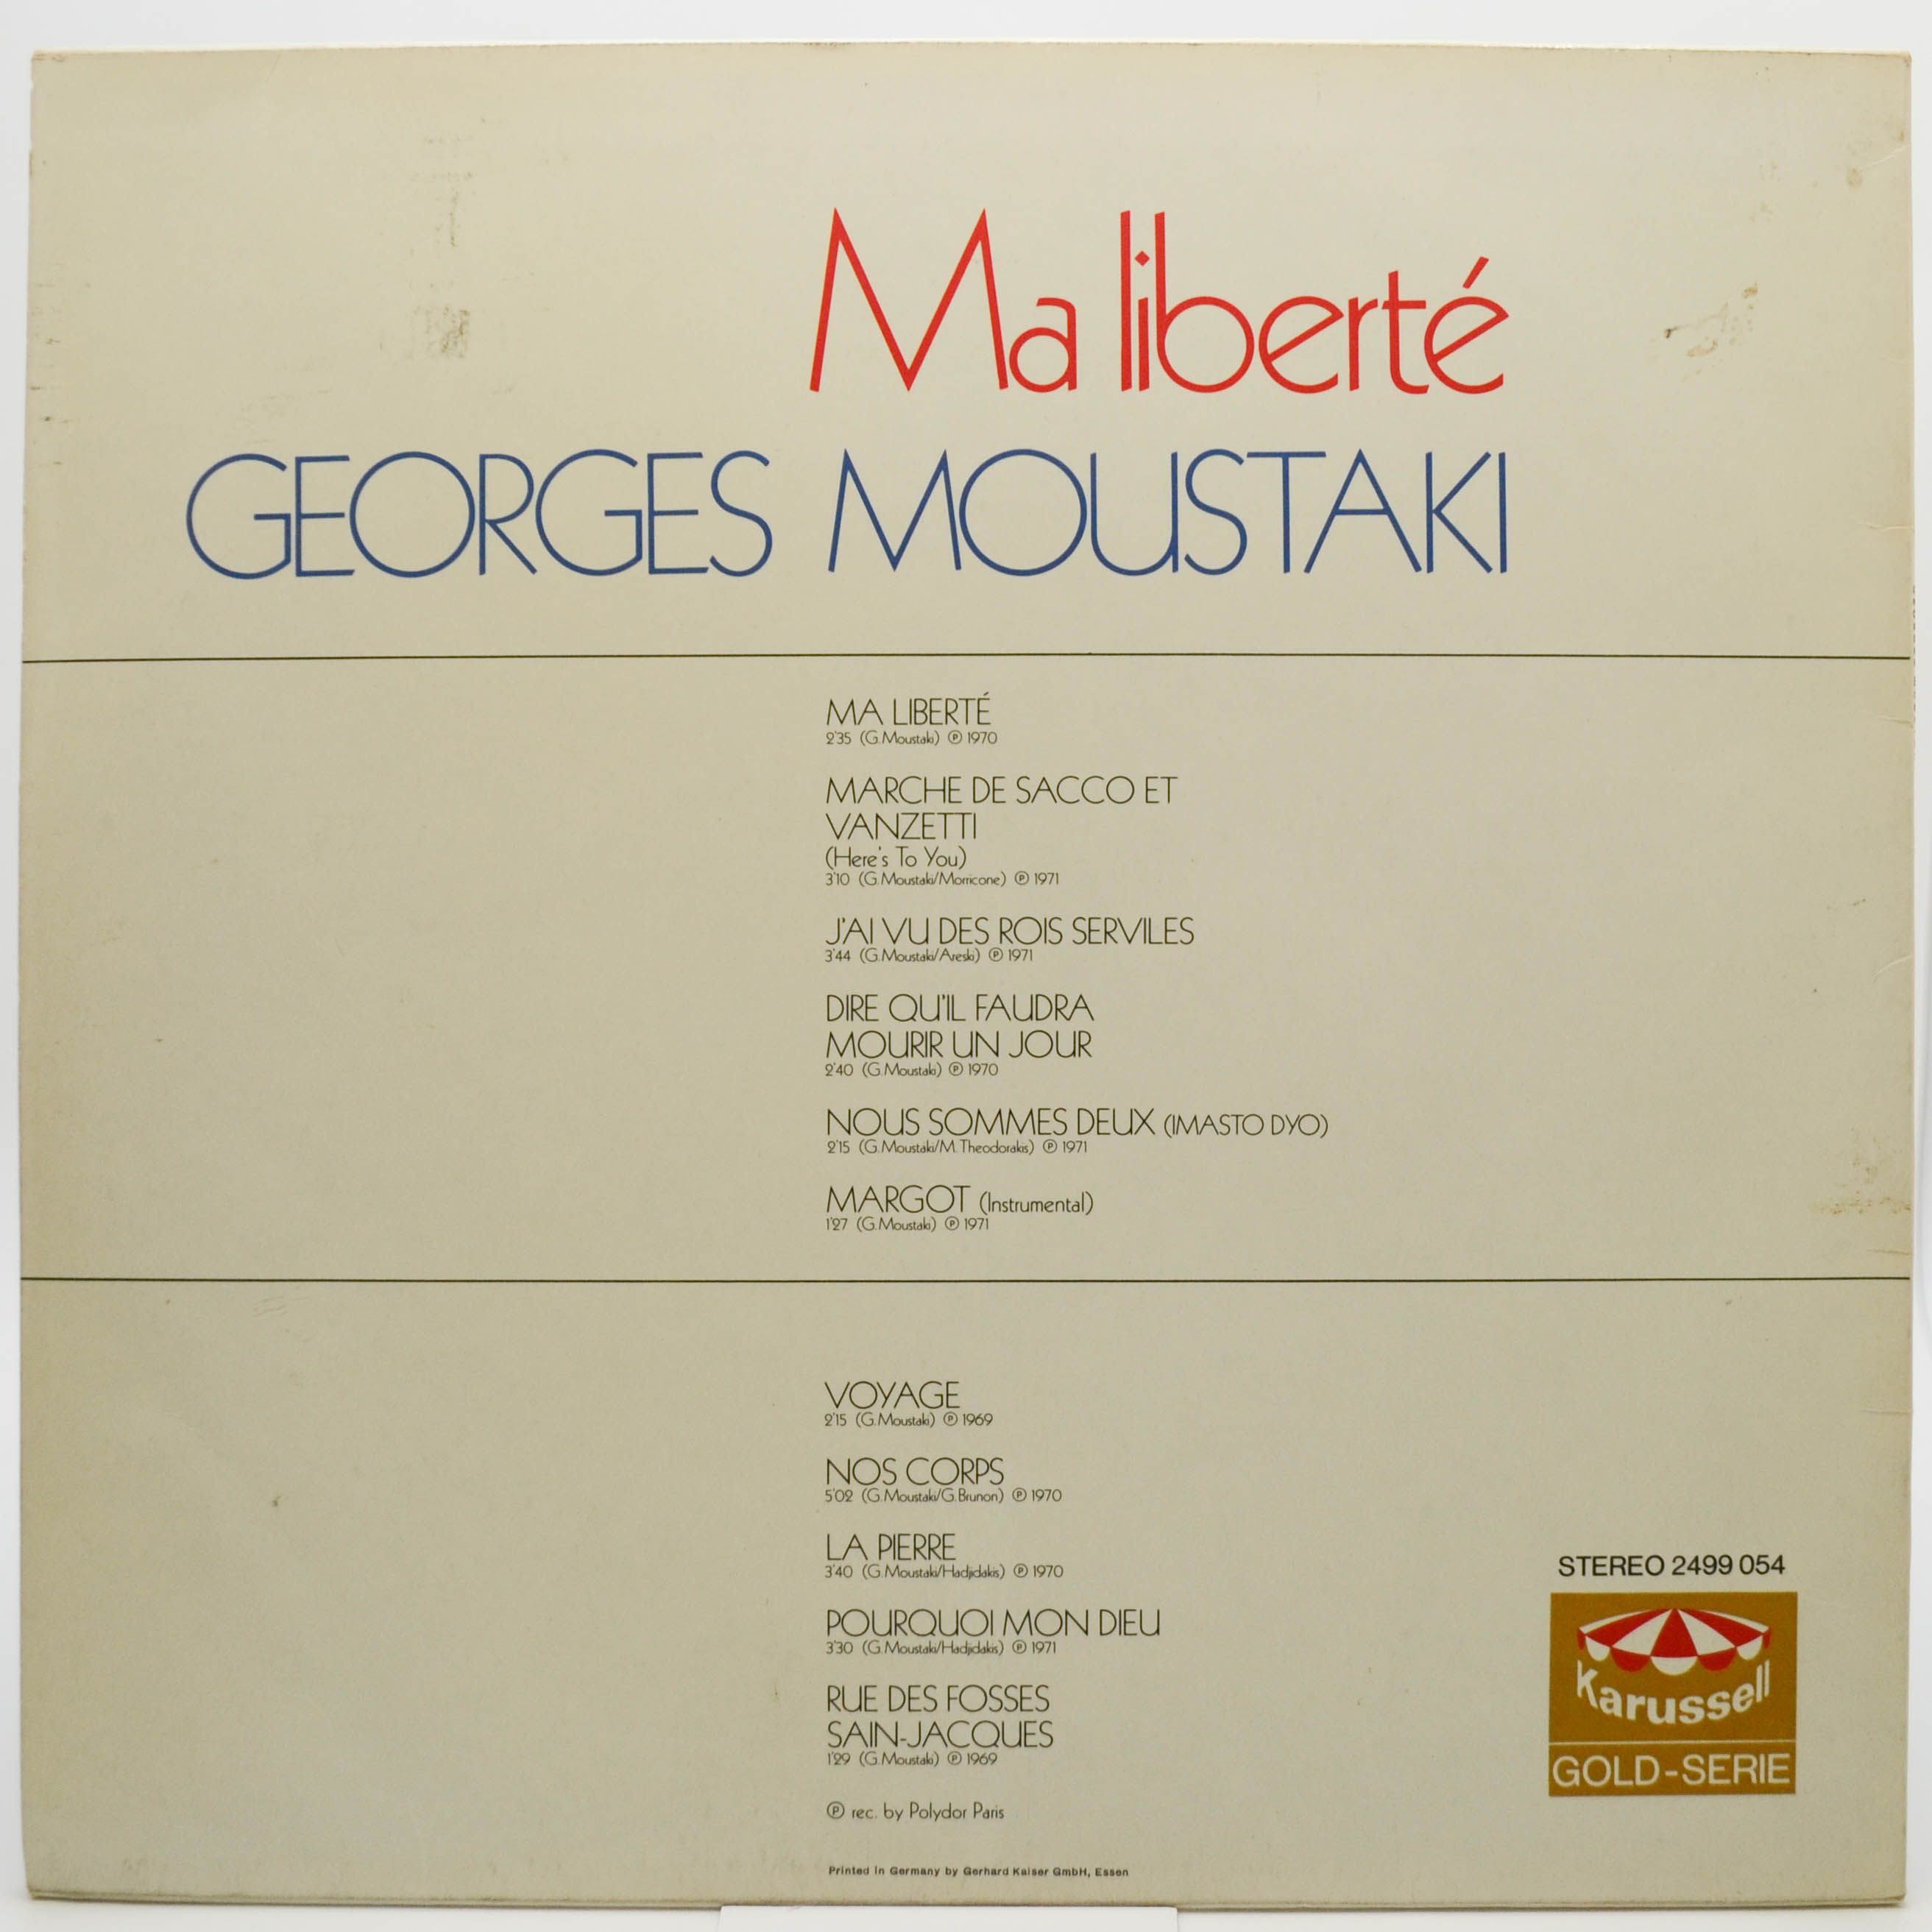 Ma liberté
GEORGES MOUSTAKI
MA LIBERTÉ
2'35 (G.Moustaki) ℗ 1970
MARCHE DE SACCO ET
VANZETTI
(Here's To You)
3'10 (G.Moustaki/Morricone) ℗ 1971
J'AI VU DES ROIS SERVILES
3'44 (G.Moustaki/Areski) ℗ 1971
DIRE QU'IL FAUDRA
MOURIR UN JOUR
2'40 (G.Moustaki) ℗ 1970
NOUS SOMMES DEUX (IMASTO DYO)
2'15 (G.Moustaki/M.Theodorakis) ℗ 1971
MARGOT (Instrumental)
1'27 (G.Moustaki) ℗ 1971
VOYAGE
2'15 (G.Moustaki) ℗ 1969
NOS CORPS
5'02 (G.Moustaki/G.Brunon) ℗ 1970
LA PIERRE
3'40 (G.Moustaki/Hadjidakis) ℗ 1970
POURQUOI MON DIEU
3'30 (G.Moustaki/Hadjidakis) ℗ 1971
RUE DES FOSSES
SAIN-JACQUES
1'29 (G.Moustaki) ℗ 1969
℗ rec. by Polydor Paris
Printed in Germany by Gerhard Kaiser GmbH, Essen
STEREO 2499 054
Karussell
GOLD-SERIE